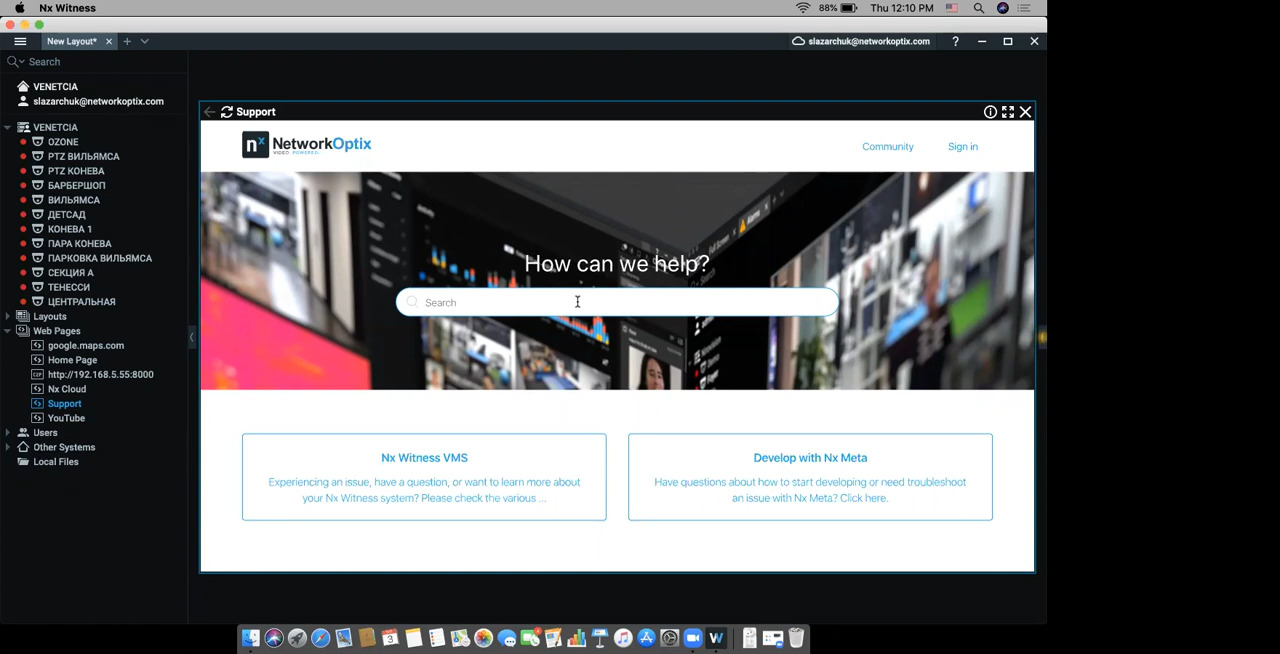 Nx Witness
88%
Thu 12:10 PM
New Layout*
slazarchuk@networkoptix.com
?
Search
VENETCIA
slazarchuk@networkoptix.com
VENETCIA
OZONE
PTZ ВИЛЬЯМСА
PTZ КОНЕВА
БАРБЕРШОП
ВИЛЬЯМСА
ДЕТСАД
КОНЕВА 1
ПАРА КОНЕВА
ПАРКОВКА ВИЛЬЯМСА
СЕКЦИЯ А
ТЕНЕССИ
ЦЕНТРАЛЬНАЯ
Layouts
Web Pages
google.maps.com
Home Page
http://192.168.5.55:8000
Nx Cloud
Support
YouTube
Users
Other Systems
Local Files
Support
nx NetworkOptix
VIDEO POWERED.
Community
Sign in
How can we help?
Search
Nx Witness VMS
Experiencing an issue, have a question, or want to learn more about
your Nx Witness system? Please check the various ...
Develop with Nx Meta
Have questions about how to start developing or need troubleshoot
an issue with Nx Meta? Click here.